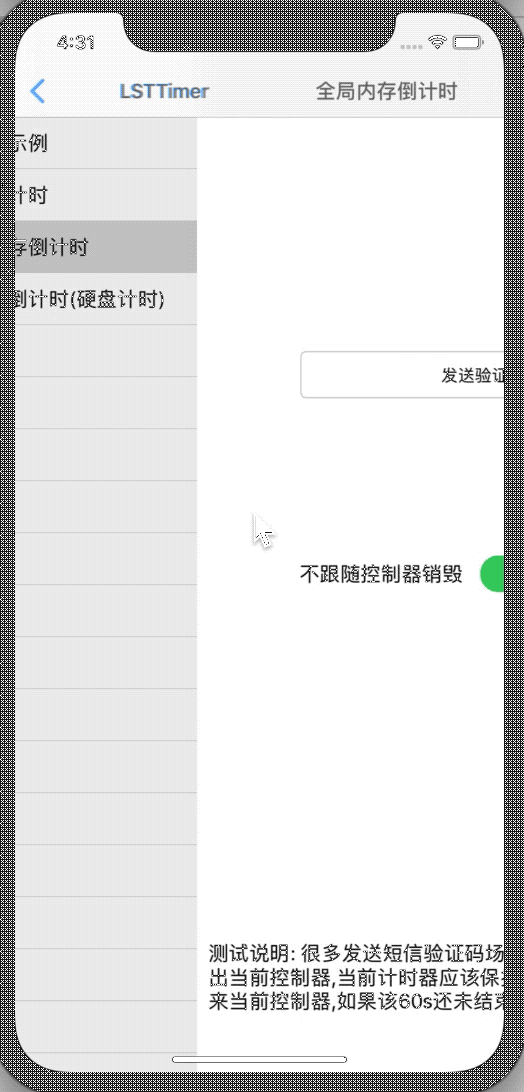 4:31
LSTTimer
全局内存倒计时
示例
计时
存倒计时
倒计时(硬盘计时)
发送验证
不跟随控制器销毁
测试说明: 很多发送短信验证码场
出当前控制器,当前计时器应该保
来当前控制器,如果该60s还未结束